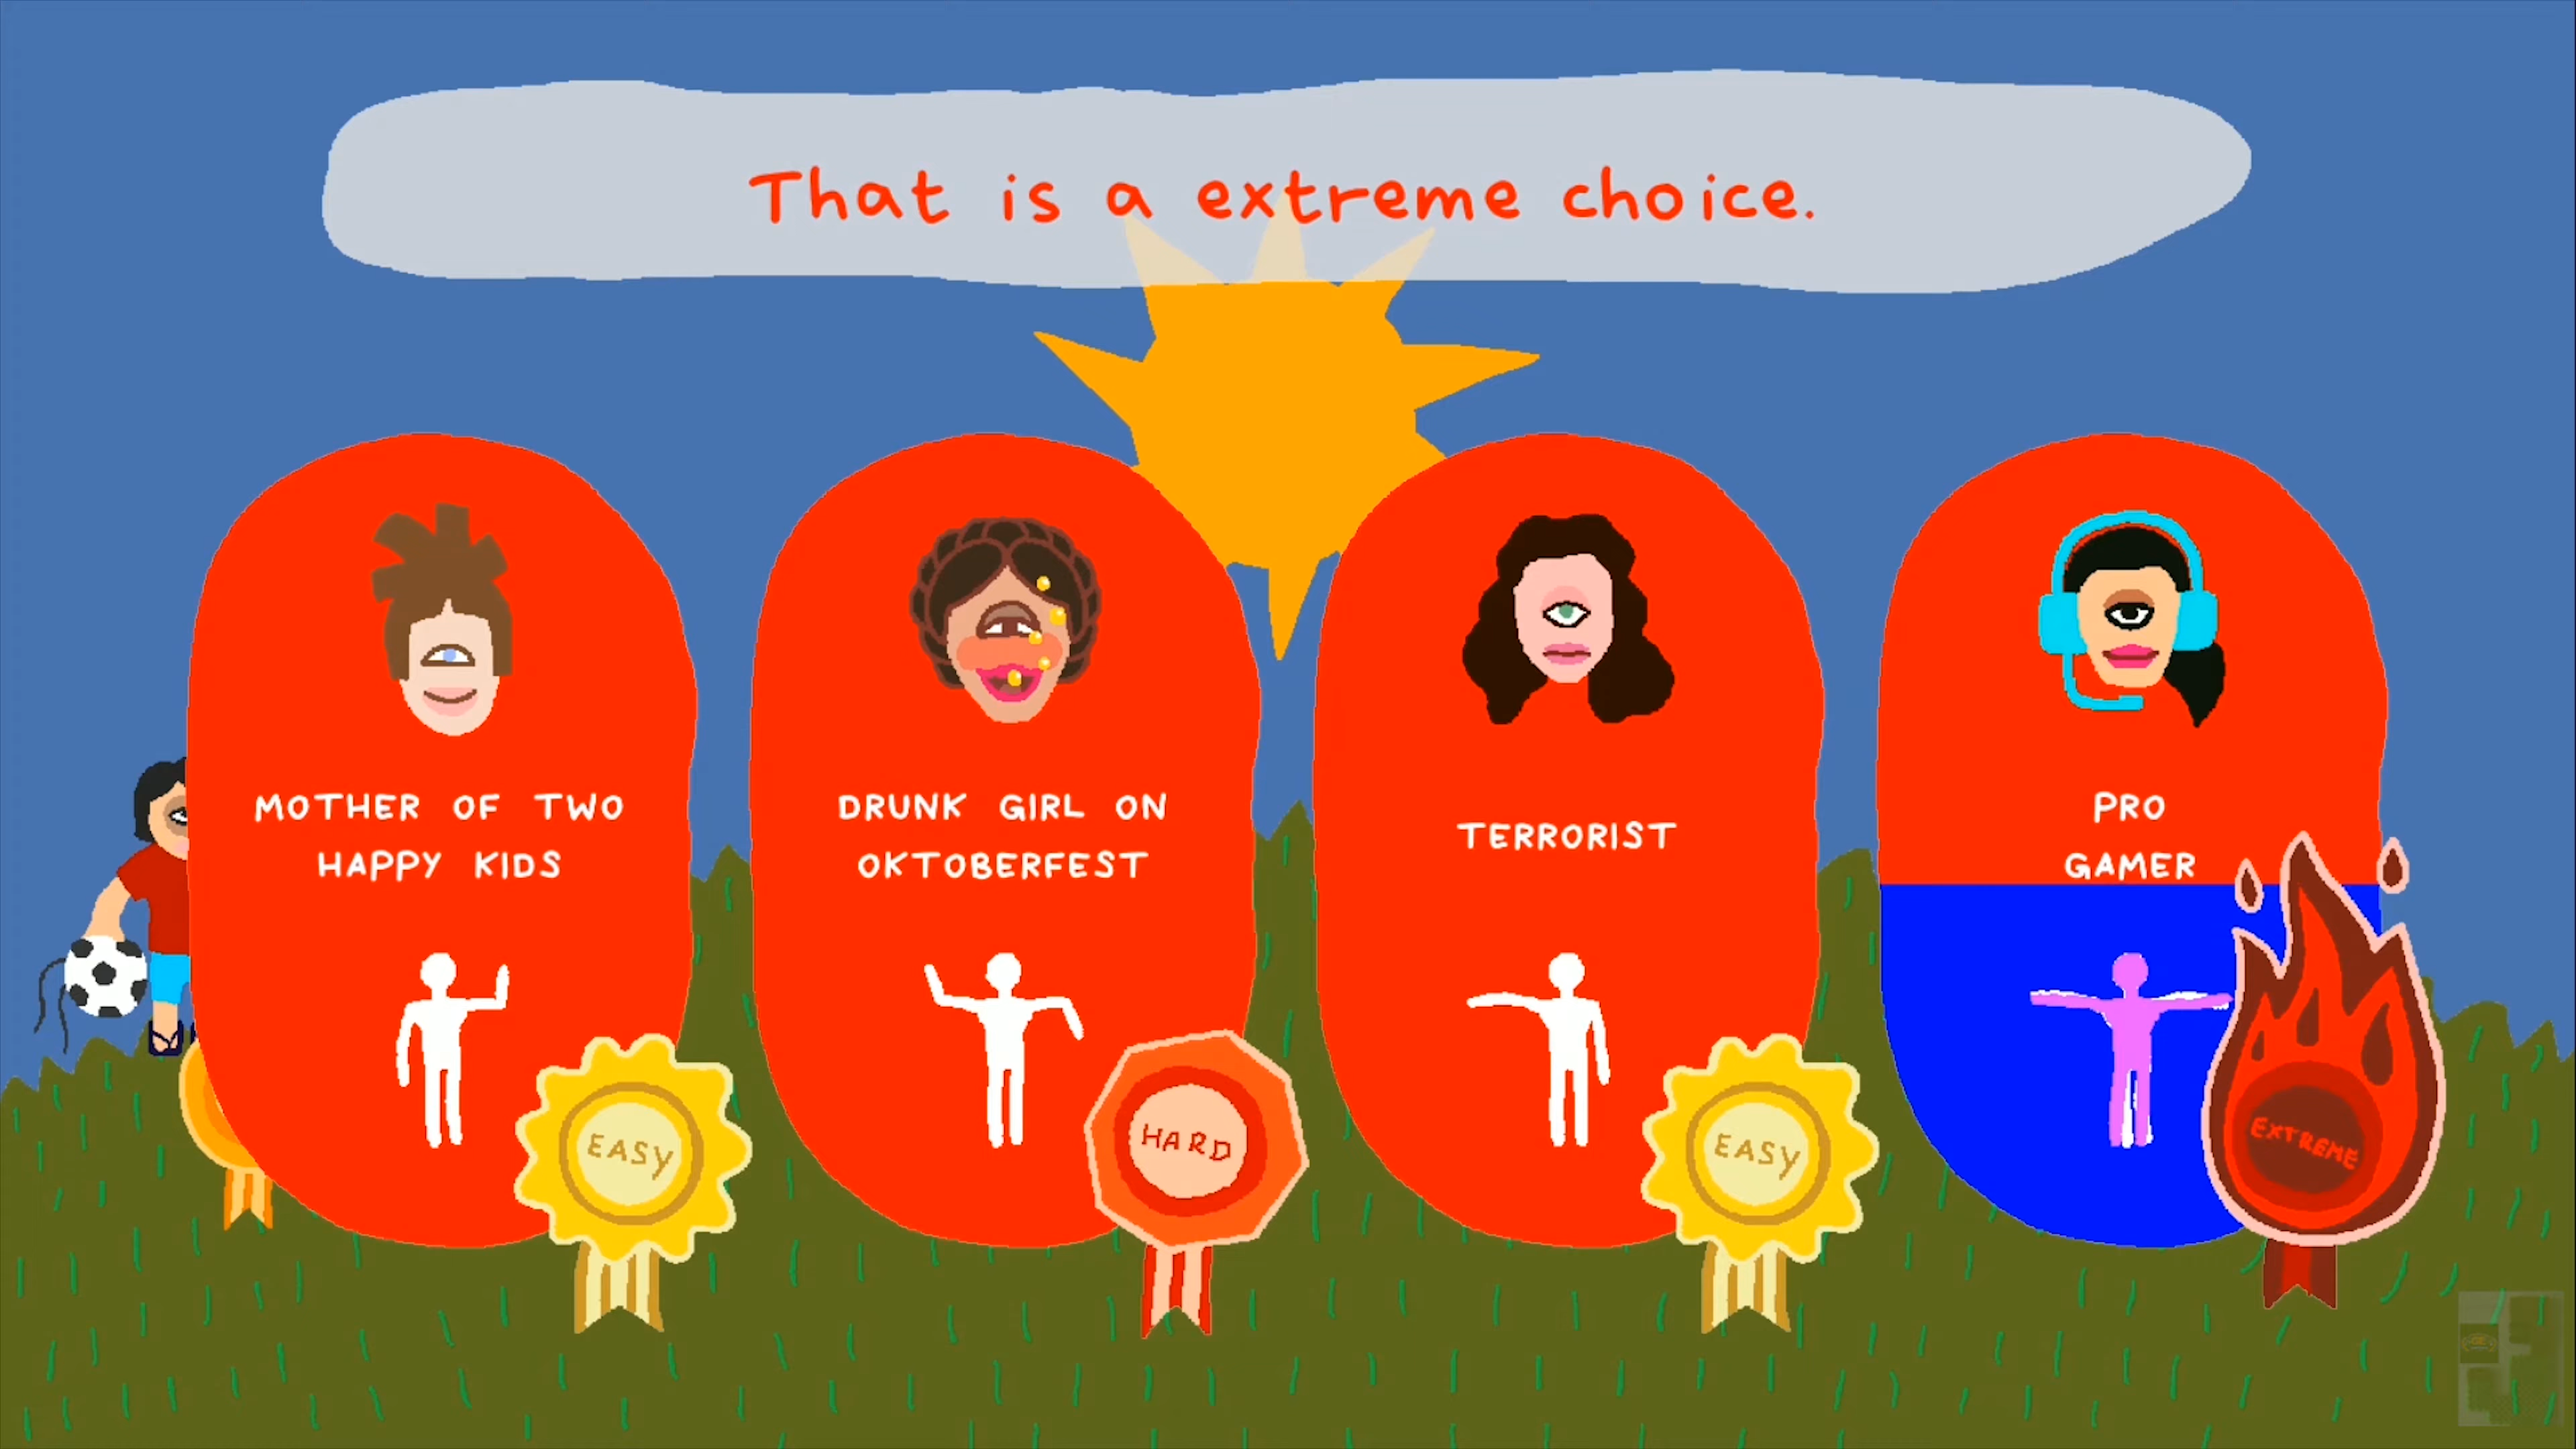 That is a extreme choice.
MOTHER OF TWO
HAPPY KIDS
EASY
DRUNK GIRL ON
OKTOBERFEST
HARD
TERRORIST
EASY
PRO
GAMER
EXTREME